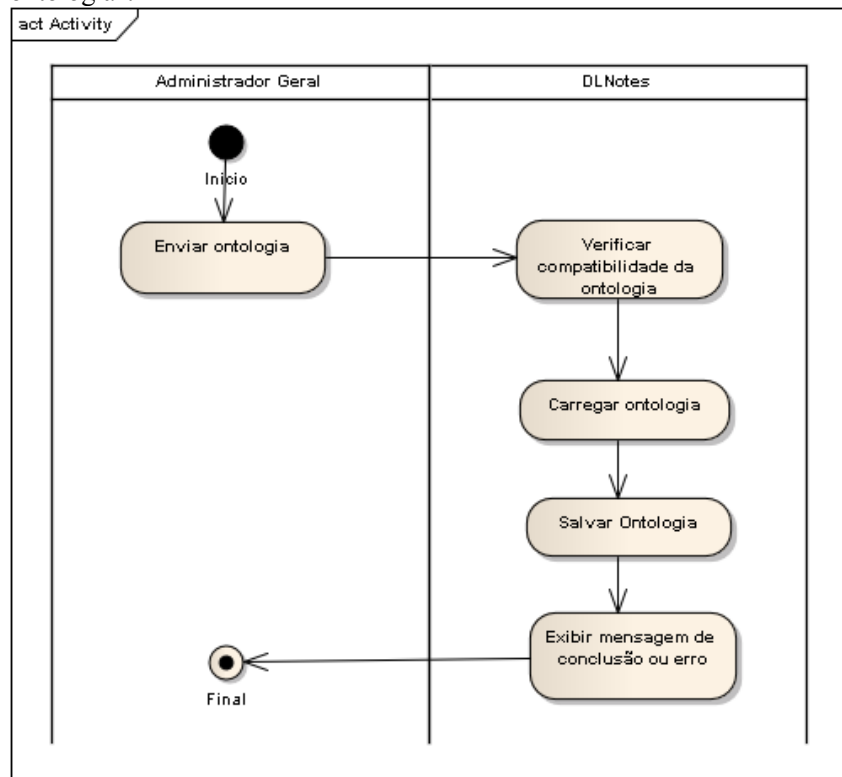 act Activity
Administrador Geral
DLNotes
Início
Enviar ontologia
Verificar
compatibilidade da
ontologia
Carregar ontologia
Salvar Ontologia
Exibir mensagem de
conclusão ou erro
Final